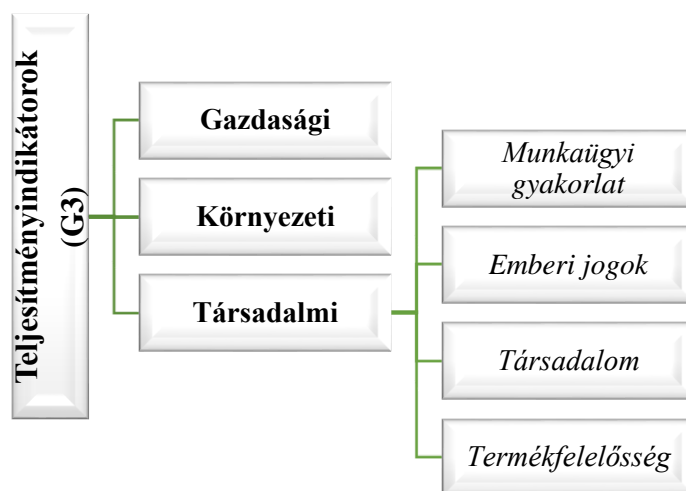 Teljesítményindikátorok
(G3)
Gazdasági
Környezeti
Társadalmi
Munkaügyi
gyakorlat
Emberi jogok
Társadalom
Termékfelelősség